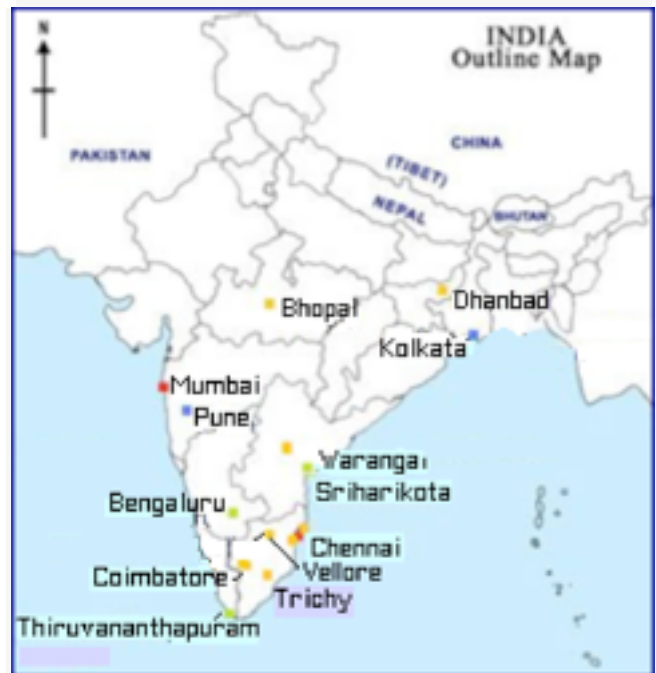 N
INDIA
Outline Map
CHINA
PAKISTAN
(TIBET)
NEPAL
BHUTAN
Bhopal
Dhanbad
Kolkata
Mumbai
Pune
Warangai
Sriharikota
Bengaluru
Chennai
Vellore
Coimbatore
Trichy
Thiruvananthapuram